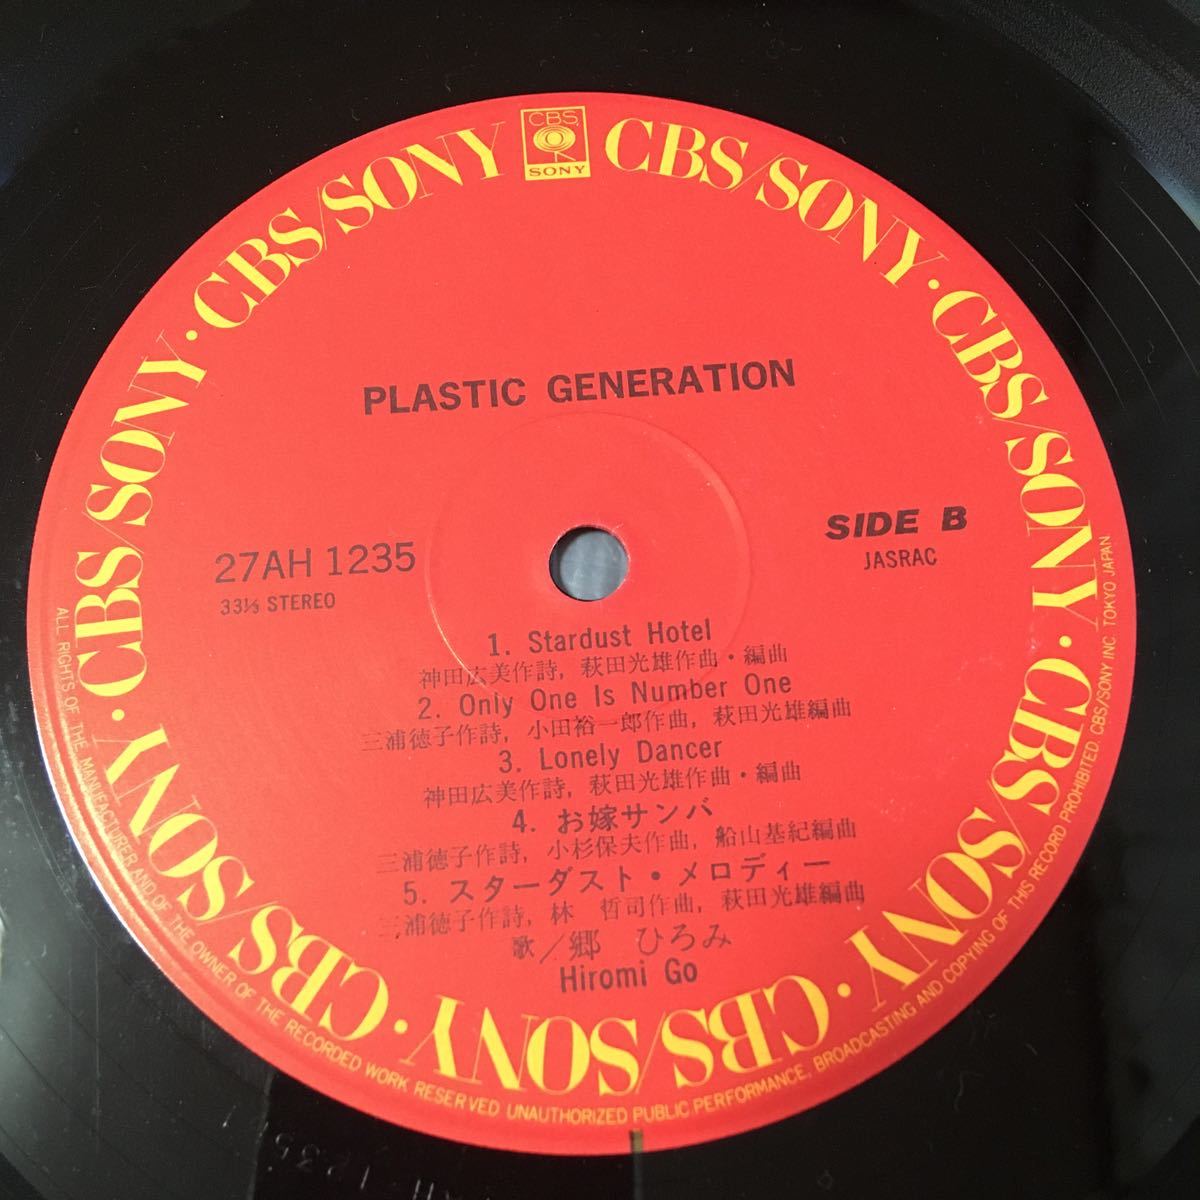 CBS
SONY
CBS/SONY · CBS/SONY · CBS/SONY · CBS/SONY · CBS/SONY · CBS/SONY · CBS/SONY · CBS/SONY
PLASTIC GENERATION
27AH 1235
33⅓ STEREO
SIDE B
JASRAC
1. Stardust Hotel
神田広美作詩, 萩田光雄作曲・編曲
2. Only One Is Number One
三浦徳子作詩, 小田裕一郎作曲, 萩田光雄編曲
3. Lonely Dancer
神田広美作詩, 萩田光雄作曲・編曲
4. お嫁サンバ
三浦徳子作詩, 小杉保夫作曲, 船山基紀編曲
5. スターダスト・メロディー
三浦徳子作詩, 林 哲司作曲, 萩田光雄編曲
歌／郷 ひろみ
Hiromi Go
ALL RIGHTS OF THE MANUFACTURER AND OF THE OWNER OF THE RECORDED WORK RESERVED UNAUTHORIZED PUBLIC PERFORMANCE, BROADCASTING AND COPYING OF THIS RECORD PROHIBITED CBS/SONY INC. TOKYO JAPAN
1235